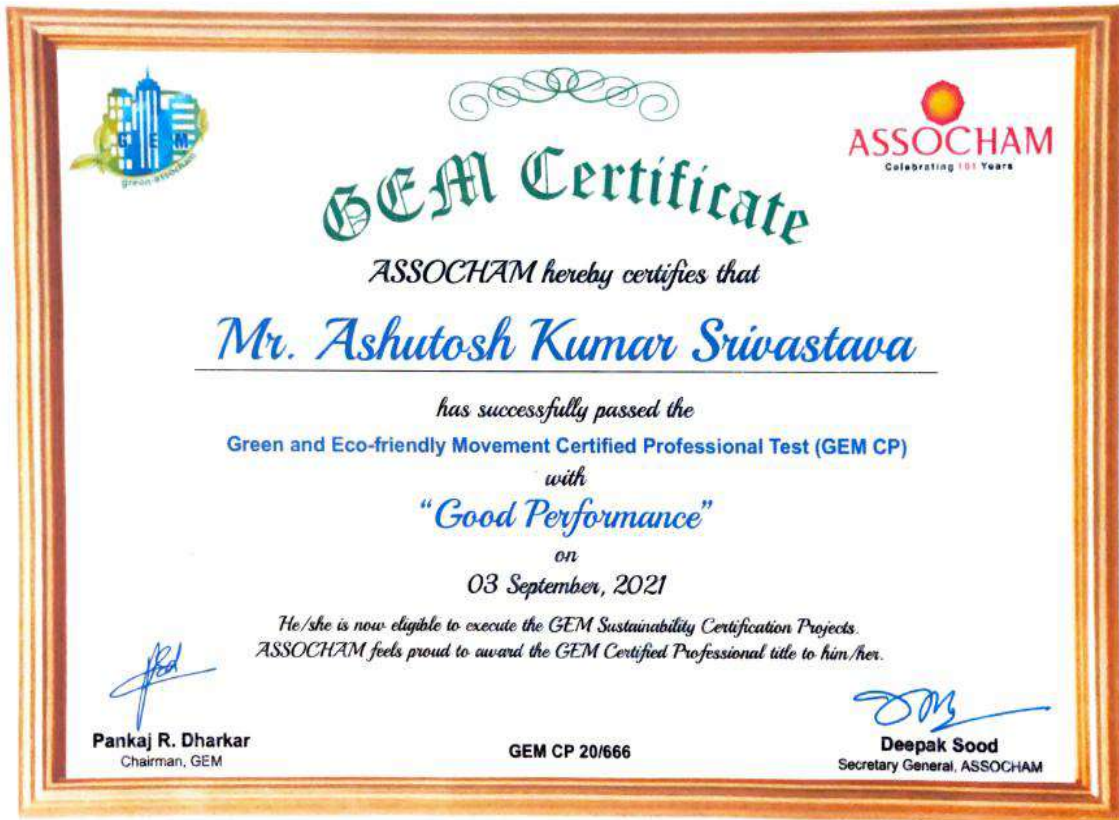 G E M
green-assocham
ASSOCHAM
Celebrating 101 Years
GEM Certificate
ASSOCHAM hereby certifies that
Mr. Ashutosh Kumar Srivastava
has successfully passed the
Green and Eco-friendly Movement Certified Professional Test (GEM CP)
with
“Good Performance”
on
03 September, 2021
He/she is now eligible to execute the GEM Sustainability Certification Projects.
ASSOCHAM feels proud to award the GEM Certified Professional title to him/her.
Pankaj R. Dharkar
Chairman, GEM
GEM CP 20/666
Deepak Sood
Secretary General, ASSOCHAM